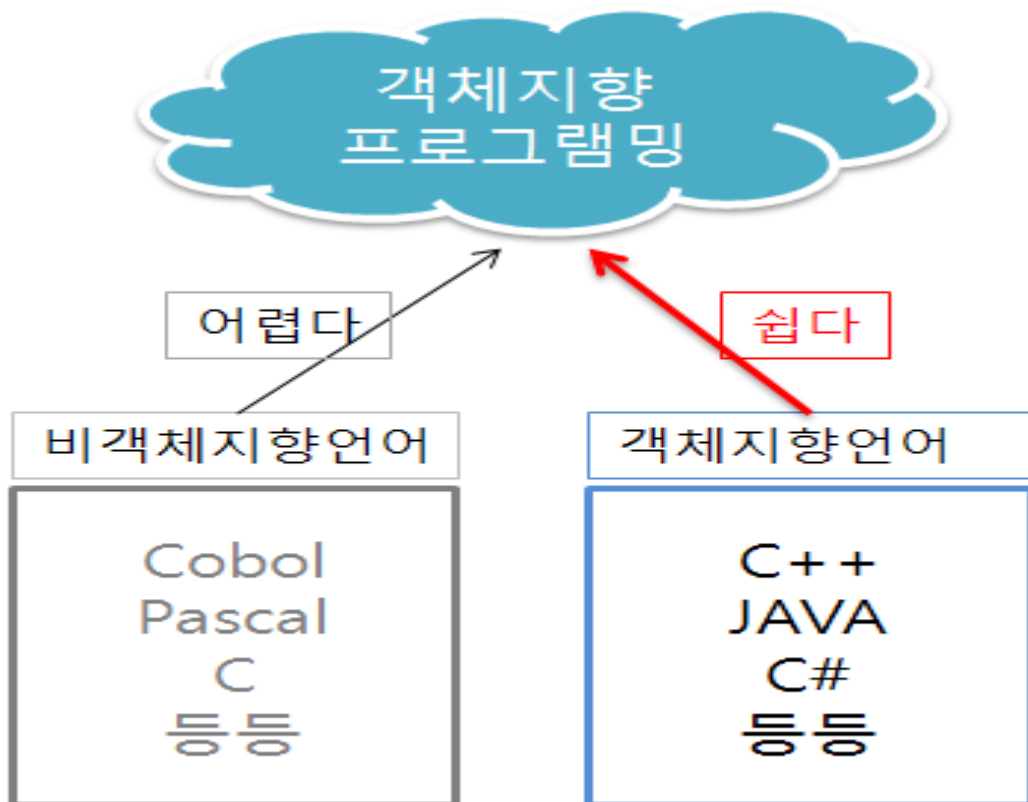 객체지향
프로그램밍
어렵다
쉽다
비객체지향언어
객체지향언어
Cobol
Pascal
C
등등
C++
JAVA
C#
등등